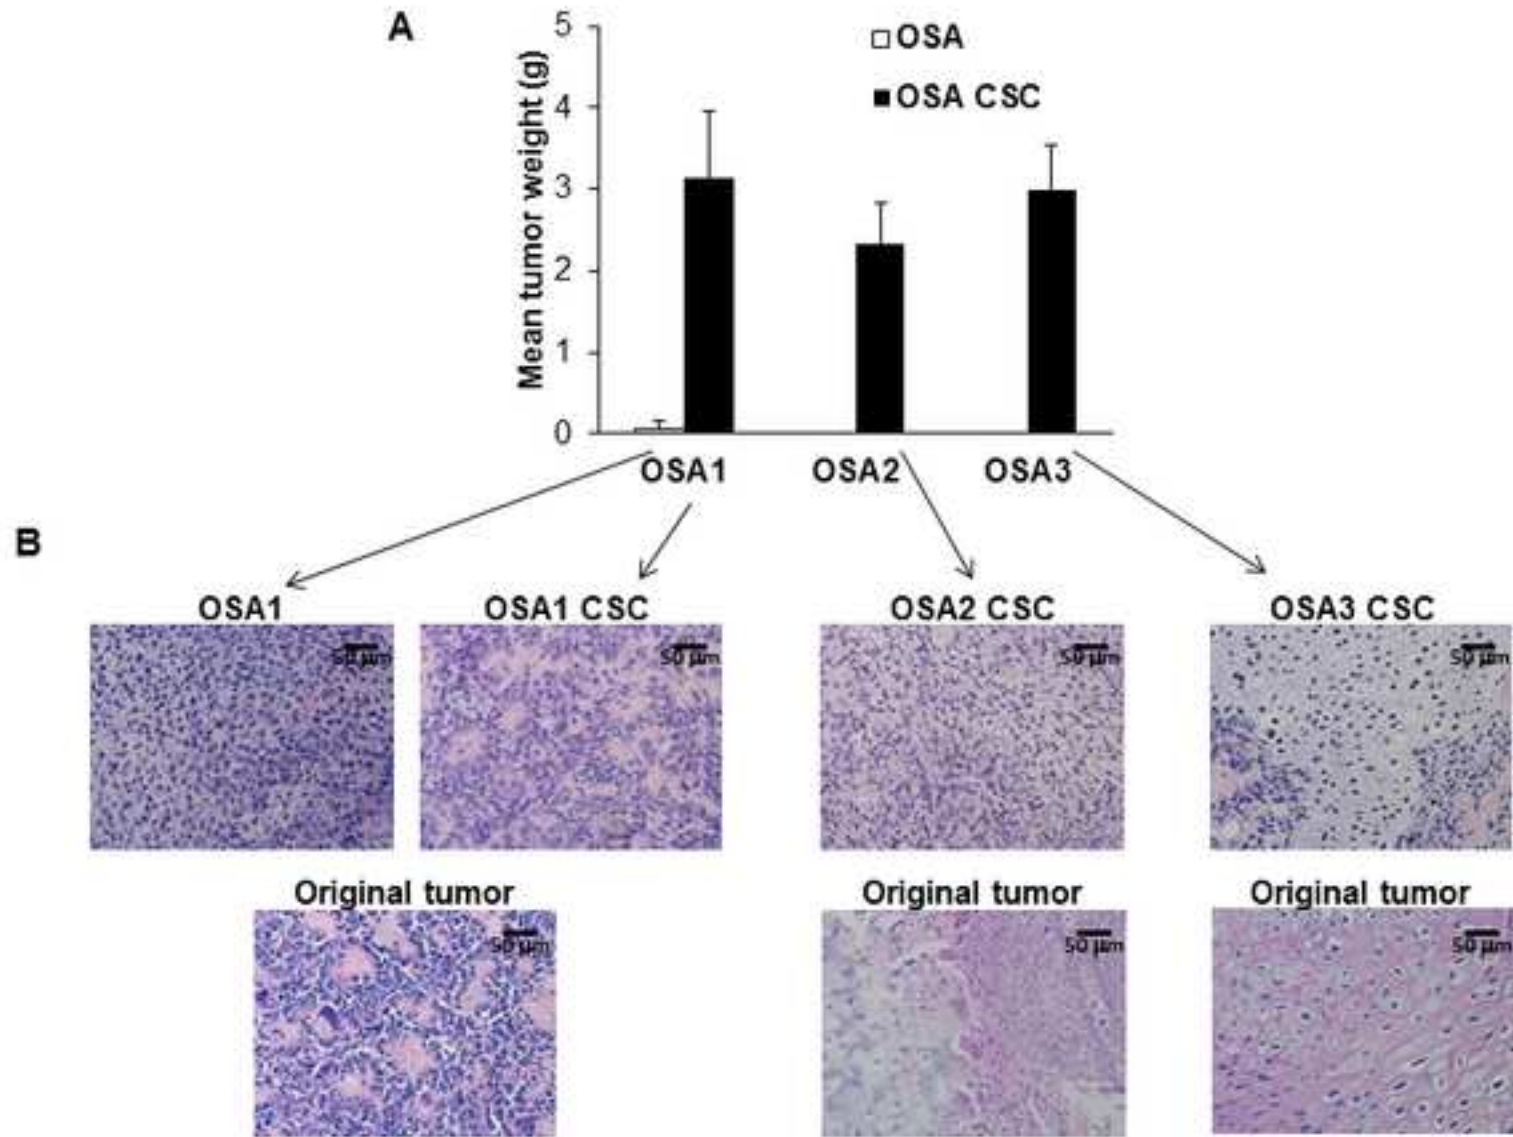 A
5
4
3
2
1
0
Mean tumor weight (g)
OSA
OSA CSC
OSA1 OSA2 OSA3
B
OSA1 OSA1 CSC OSA2 CSC OSA3 CSC
50 µm 50 µm 50 µm 50 µm
Original tumor Original tumor Original tumor
50 µm 50 µm 50 µm